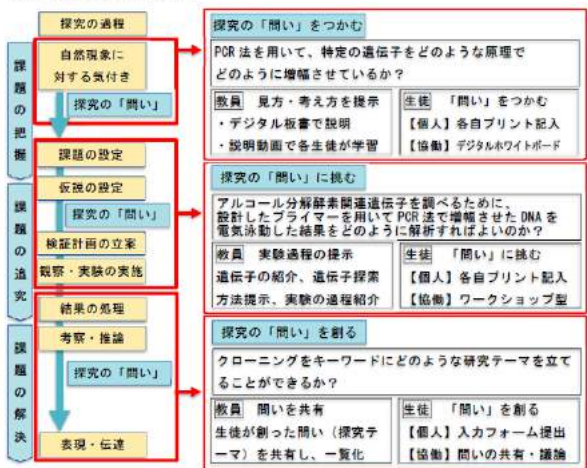 探究の過程
課題の把握
自然現象に
対する気付き
探究の「問い」
課題の設定
仮説の設定
課題の追究
探究の「問い」
検証計画の立案
観察・実験の実施
結果の処理
課題の解決
考察・推論
探究の「問い」
表現・伝達
探究の「問い」をつかむ
PCR法を用いて、特定の遺伝子をどのような原理で
どのように増幅させているか？
教員 見方・考え方を提示
・デジタル板書で説明
・説明動画で各生徒が学習
生徒 「問い」をつかむ
【個人】各自プリント記入
【協働】デジタルホワイトボード
探究の「問い」に挑む
アルコール分解酵素関連遺伝子を調べるために、
設計したプライマーを用いてPCR法で増幅させたDNAを
電気泳動した結果をどのように解析すればよいのか？
教員 実験過程の提示
遺伝子の紹介、遺伝子探索
方法提示、実験の過程紹介
生徒 「問い」に挑む
【個人】各自プリント記入
【協働】ワークショップ型
探究の「問い」を創る
クローニングをキーワードにどのような研究テーマを立て
ることができるか？
教員 問いを共有
生徒が創った問い（探究テ
ーマ）を共有し、一覧化
生徒 「問い」を創る
【個人】入力フォーム提出
【協働】問いの共有・議論